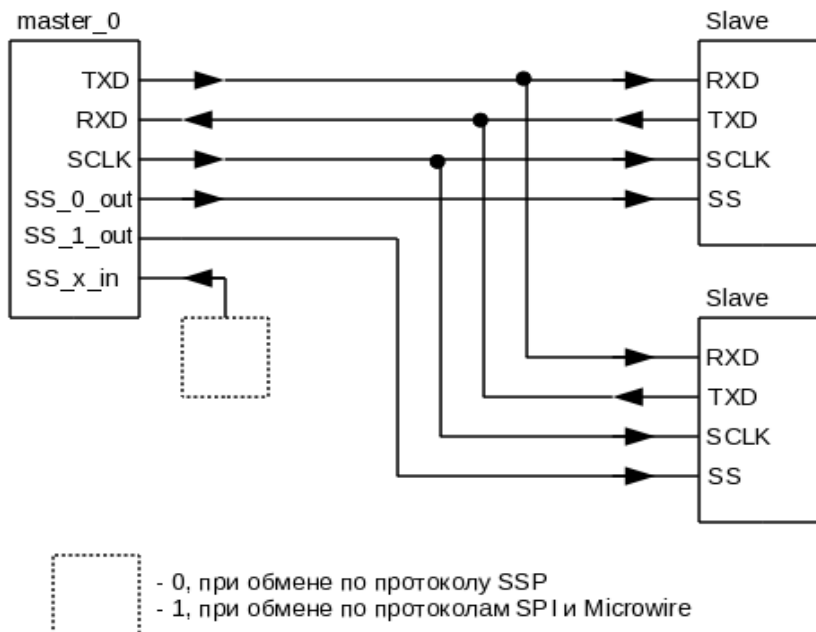 master_0
TXD
RXD
SCLK
SS_0_out
SS_1_out
SS_x_in
Slave
RXD
TXD
SCLK
SS
Slave
RXD
TXD
SCLK
SS
- 0, при обмене по протоколу SSP
- 1, при обмене по протоколам SPI и Microwire